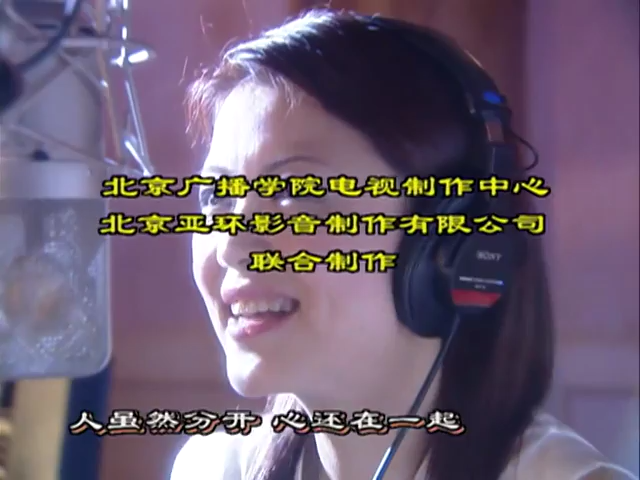 北京广播学院电视制作中心
北京亚环影音制作有限公司
联合制作
SONY
人虽然分开 心还在一起